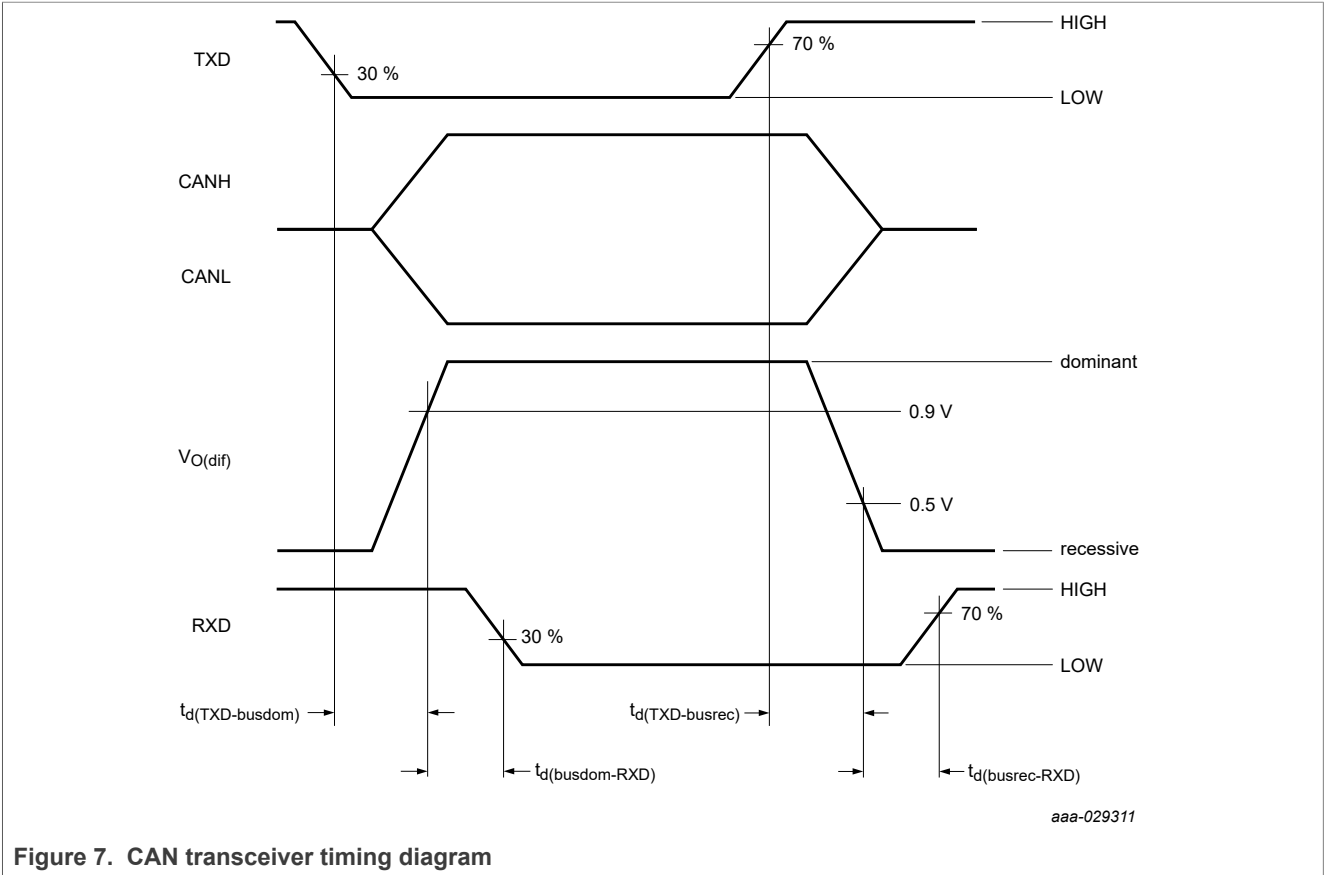 HIGH
TXD
70 %
30 %
LOW
CANH
CANL
dominant
0.9 V
VO(dif)
0.5 V
recessive
HIGH
RXD
70 %
30 %
LOW
td(TXD-busdom)
td(TXD-busrec)
td(busdom-RXD)
td(busrec-RXD)
aaa-029311
Figure 7. CAN transceiver timing diagram